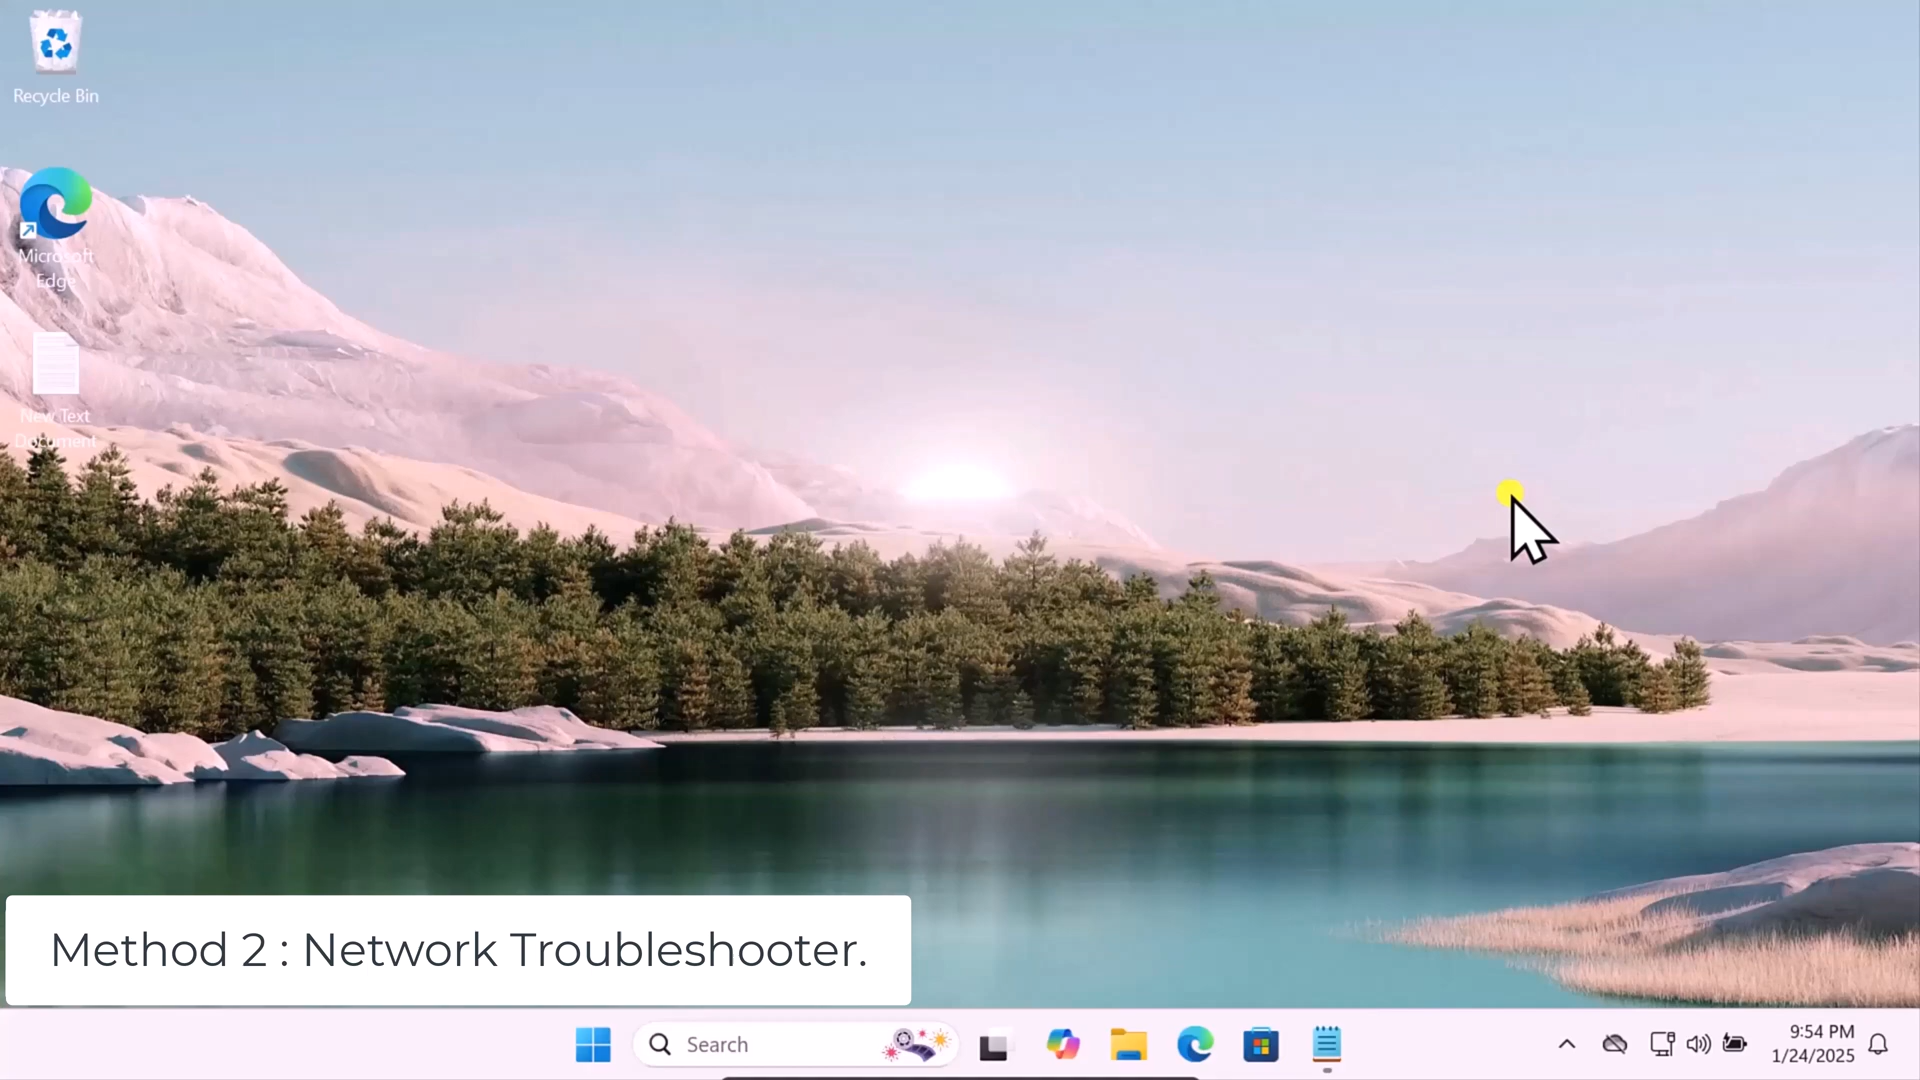 Recycle Bin
Microsoft
Edge
New Text
Document
Method 2 : Network Troubleshooter.
Search
9:54 PM
1/24/2025